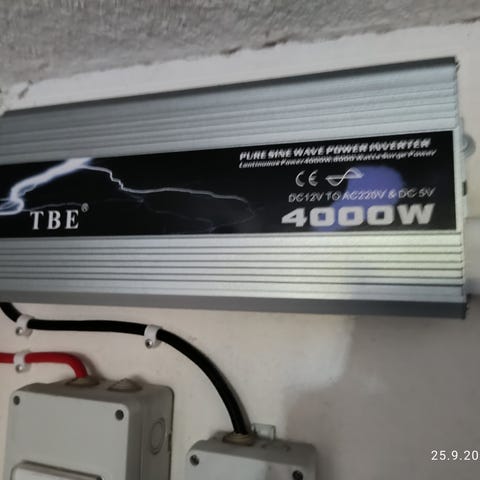 PURE SINE WAVE POWER INVERTER
Continuous Power 4000W, 8000 Watts Surge Power
CE
DC12V TO AC220V & DC 5V
TBE®
4000W
25.9.20